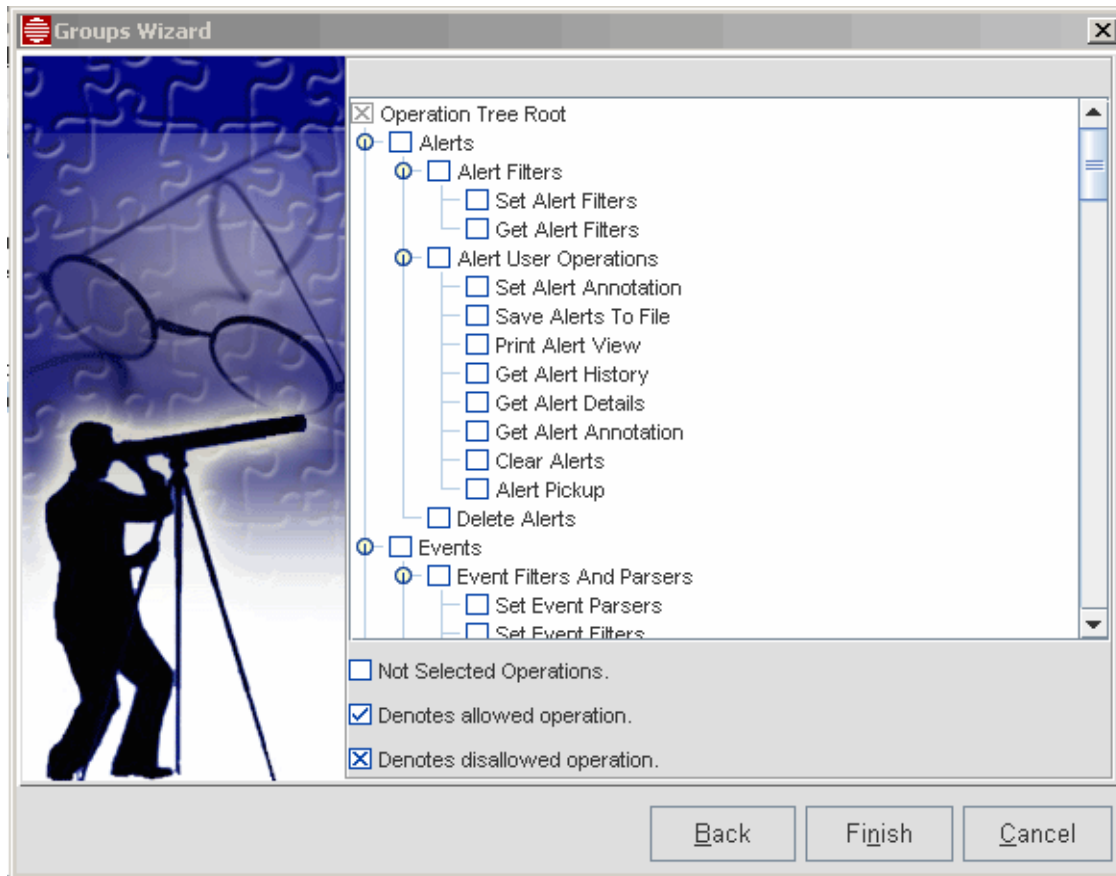 Groups Wizard
Operation Tree Root
Alerts
Alert Filters
Set Alert Filters
Get Alert Filters
Alert User Operations
Set Alert Annotation
Save Alerts To File
Print Alert View
Get Alert History
Get Alert Details
Get Alert Annotation
Clear Alerts
Alert Pickup
Delete Alerts
Events
Event Filters And Parsers
Set Event Parsers
Set Event Filters
Not Selected Operations.
Denotes allowed operation.
Denotes disallowed operation.
Back Finish Cancel